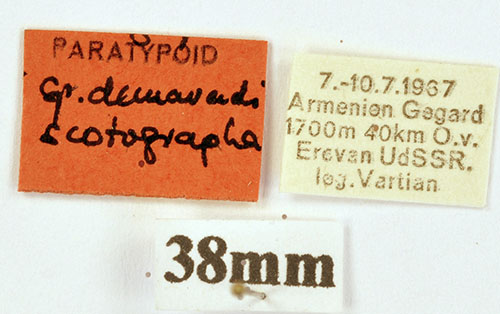 PARATYPOID
Gr. demavendi
scotographa
7.-10.7.1967
Armenien Gegard
1700m 40km O.v.
Erevan UdSSR.
leg. Vartian
38mm